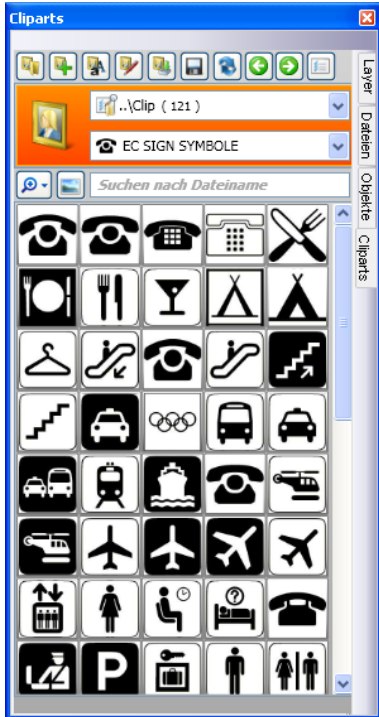 Cliparts
..\Clip ( 121 )
EC SIGN SYMBOLE
Suchen nach Dateiname
Layer
Dateien
Objekte
Cliparts
P
?